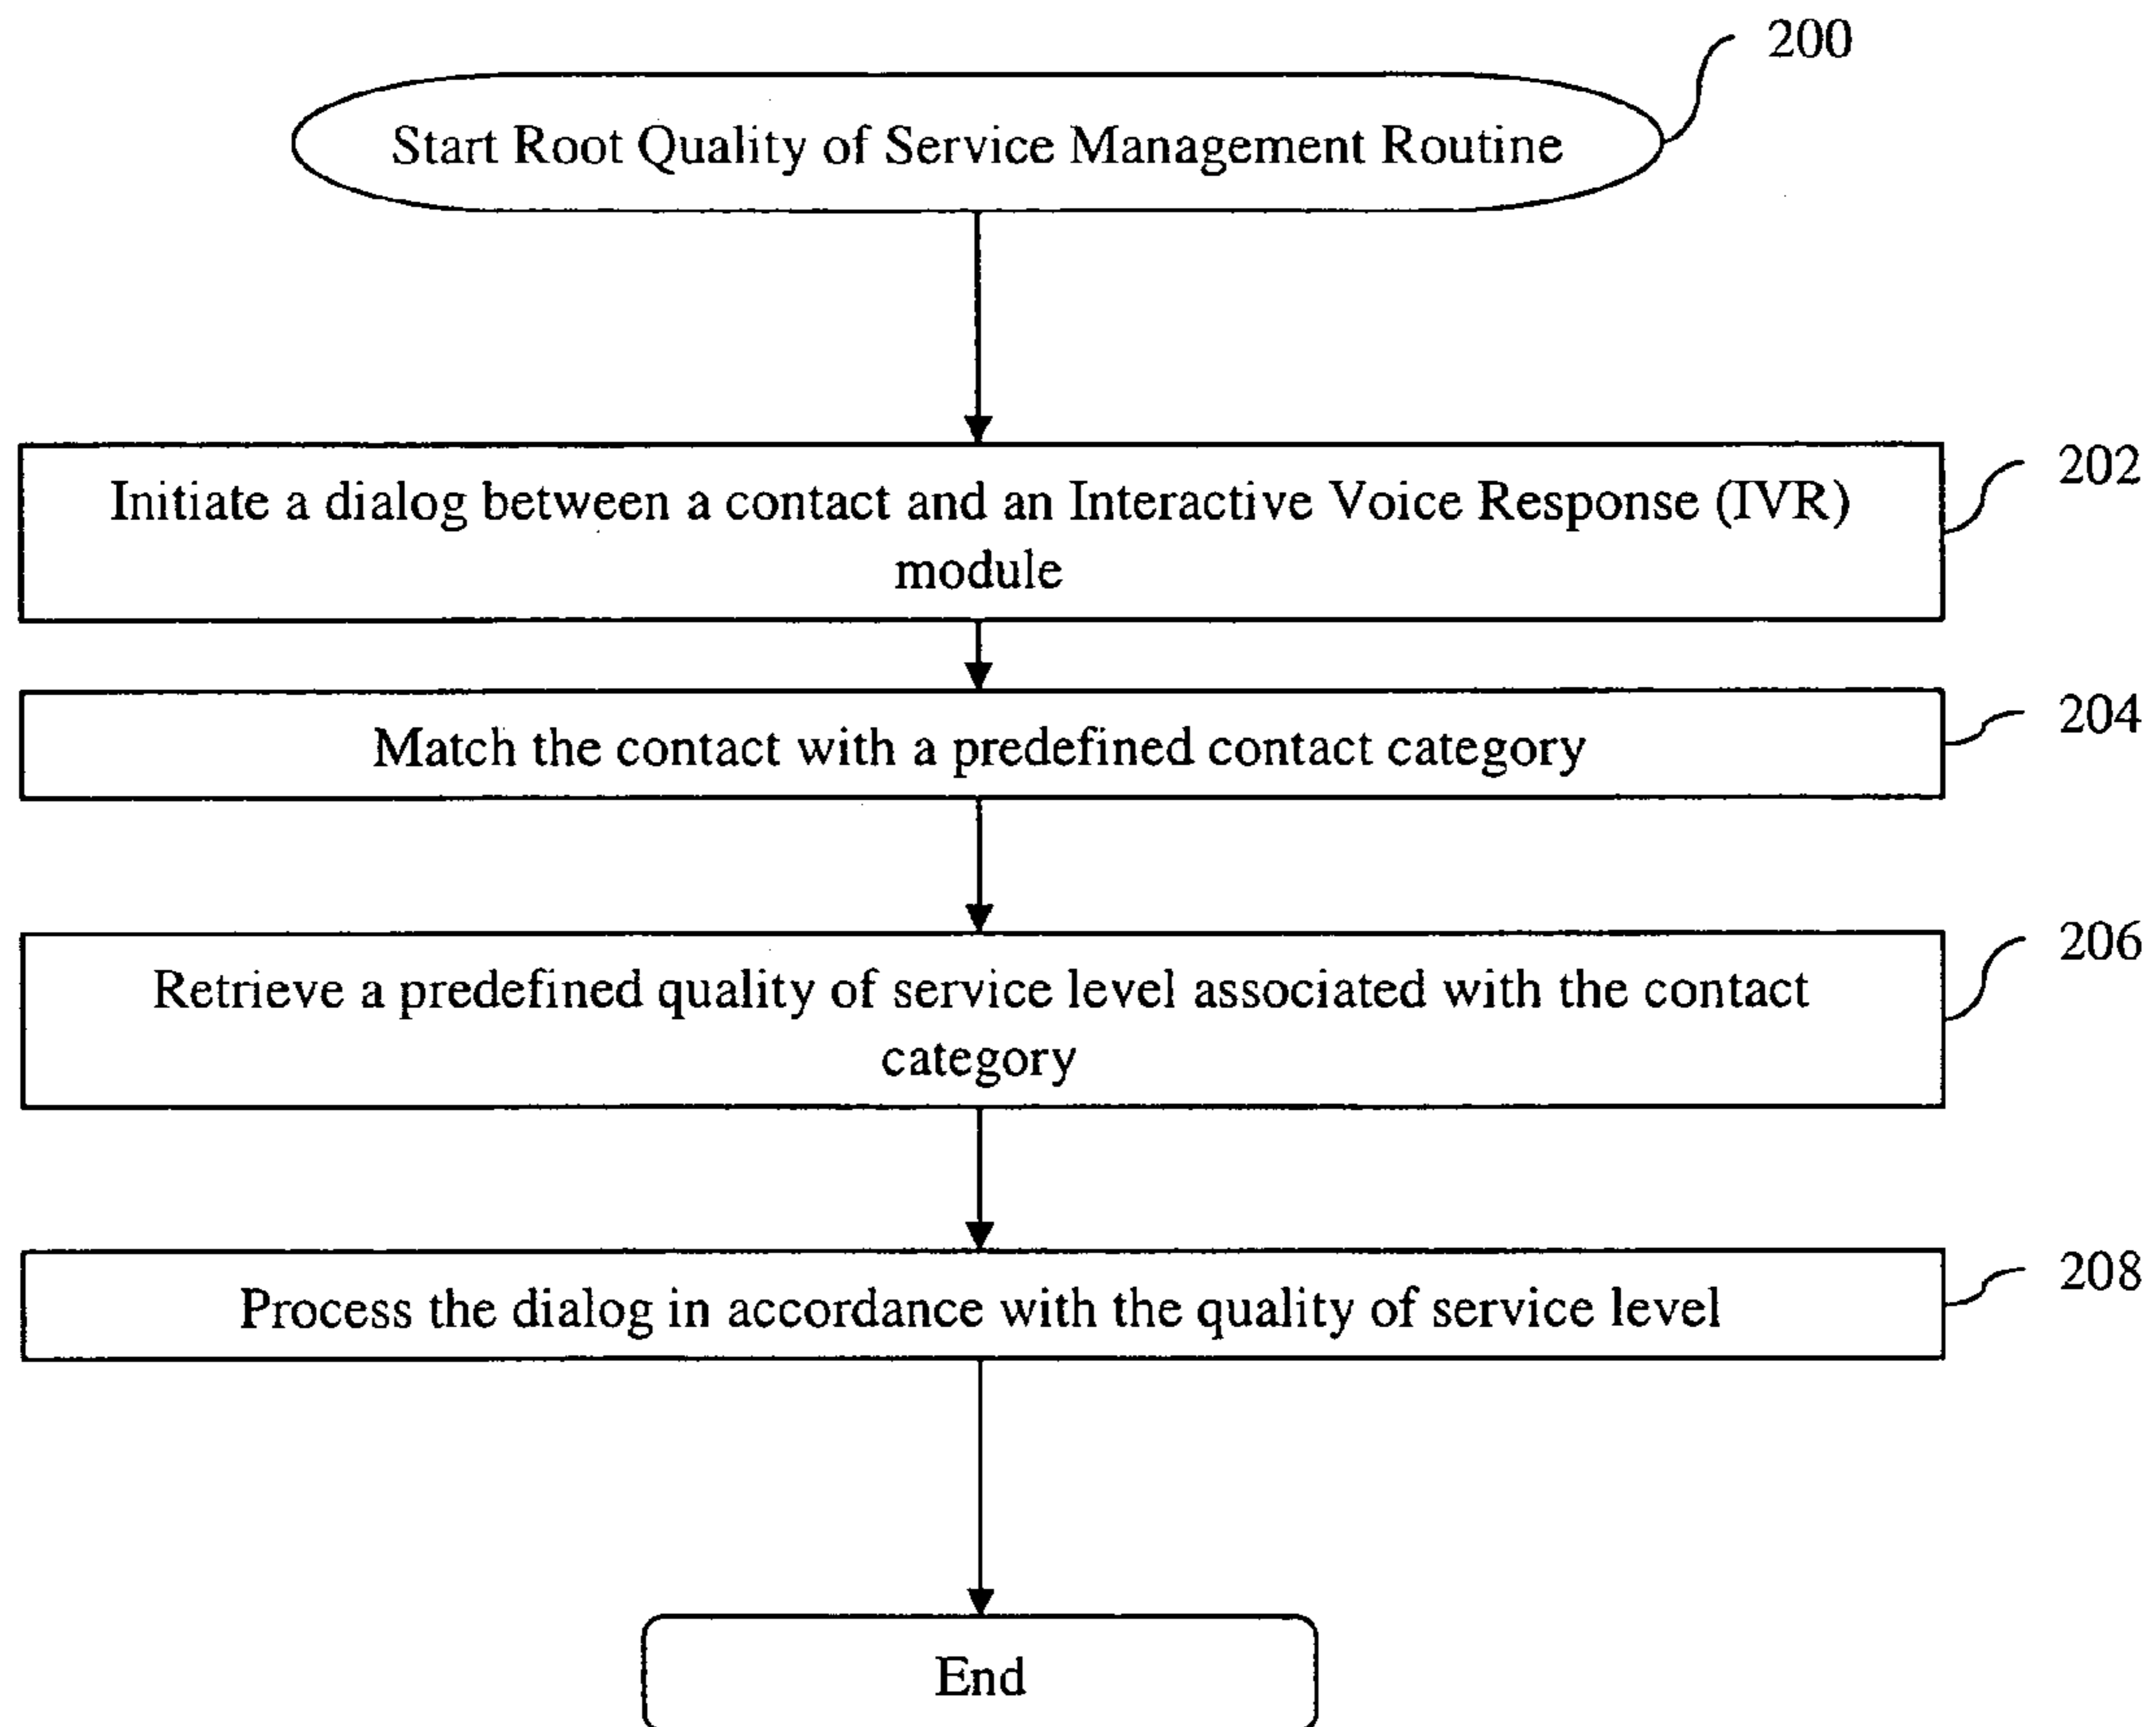 200
Start Root Quality of Service Management Routine
202
Initiate a dialog between a contact and an Interactive Voice Response (IVR)
module
204
Match the contact with a predefined contact category
206
Retrieve a predefined quality of service level associated with the contact
category
208
Process the dialog in accordance with the quality of service level
End